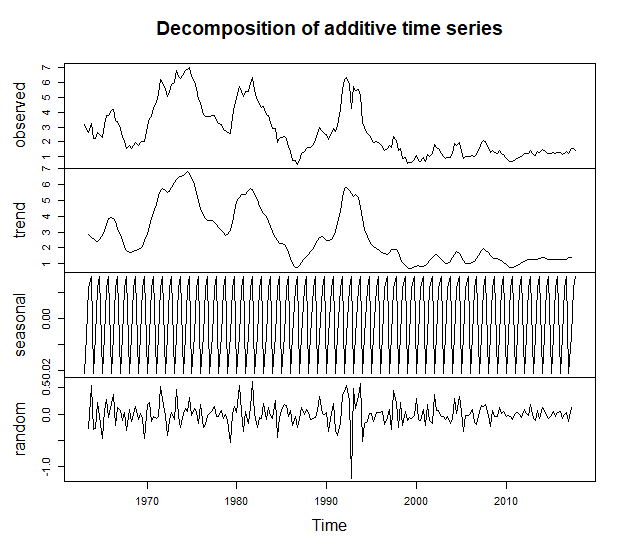 Decomposition of additive time series
observed
1 2 3 4 5 6 7
trend
1 2 3 4 5 6 7
seasonal
-0.02 0.00
random
-1.0 0.0 0.5
1970 1980 1990 2000 2010
Time